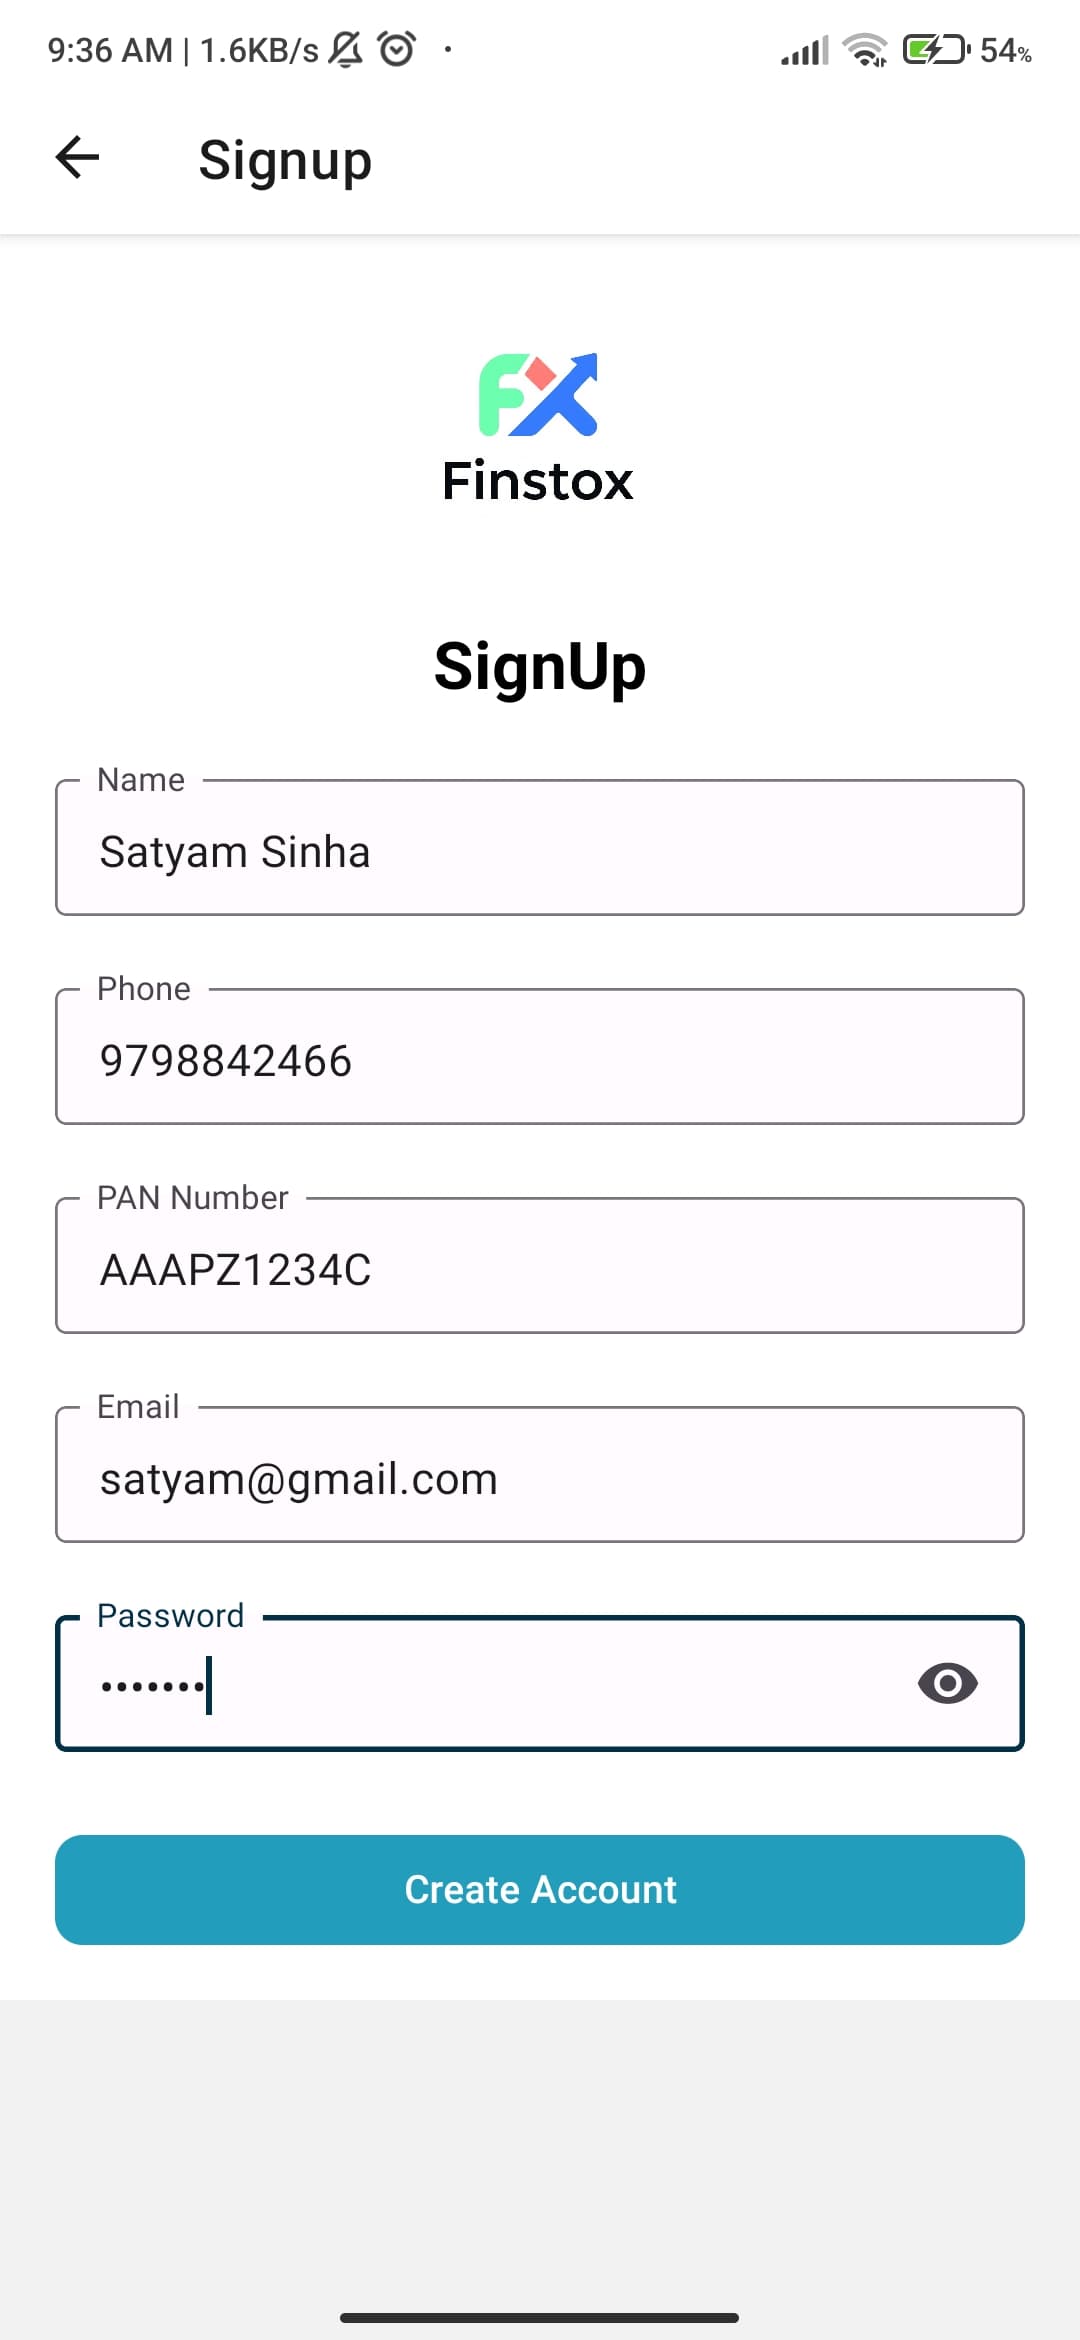 9:36 AM | 1.6KB/s
54%
Signup
FX
Finstox
SignUp
Name
Satyam Sinha
Phone
9798842466
PAN Number
AAAPZ1234C
Email
satyam@gmail.com
Password
•••••••
Create Account